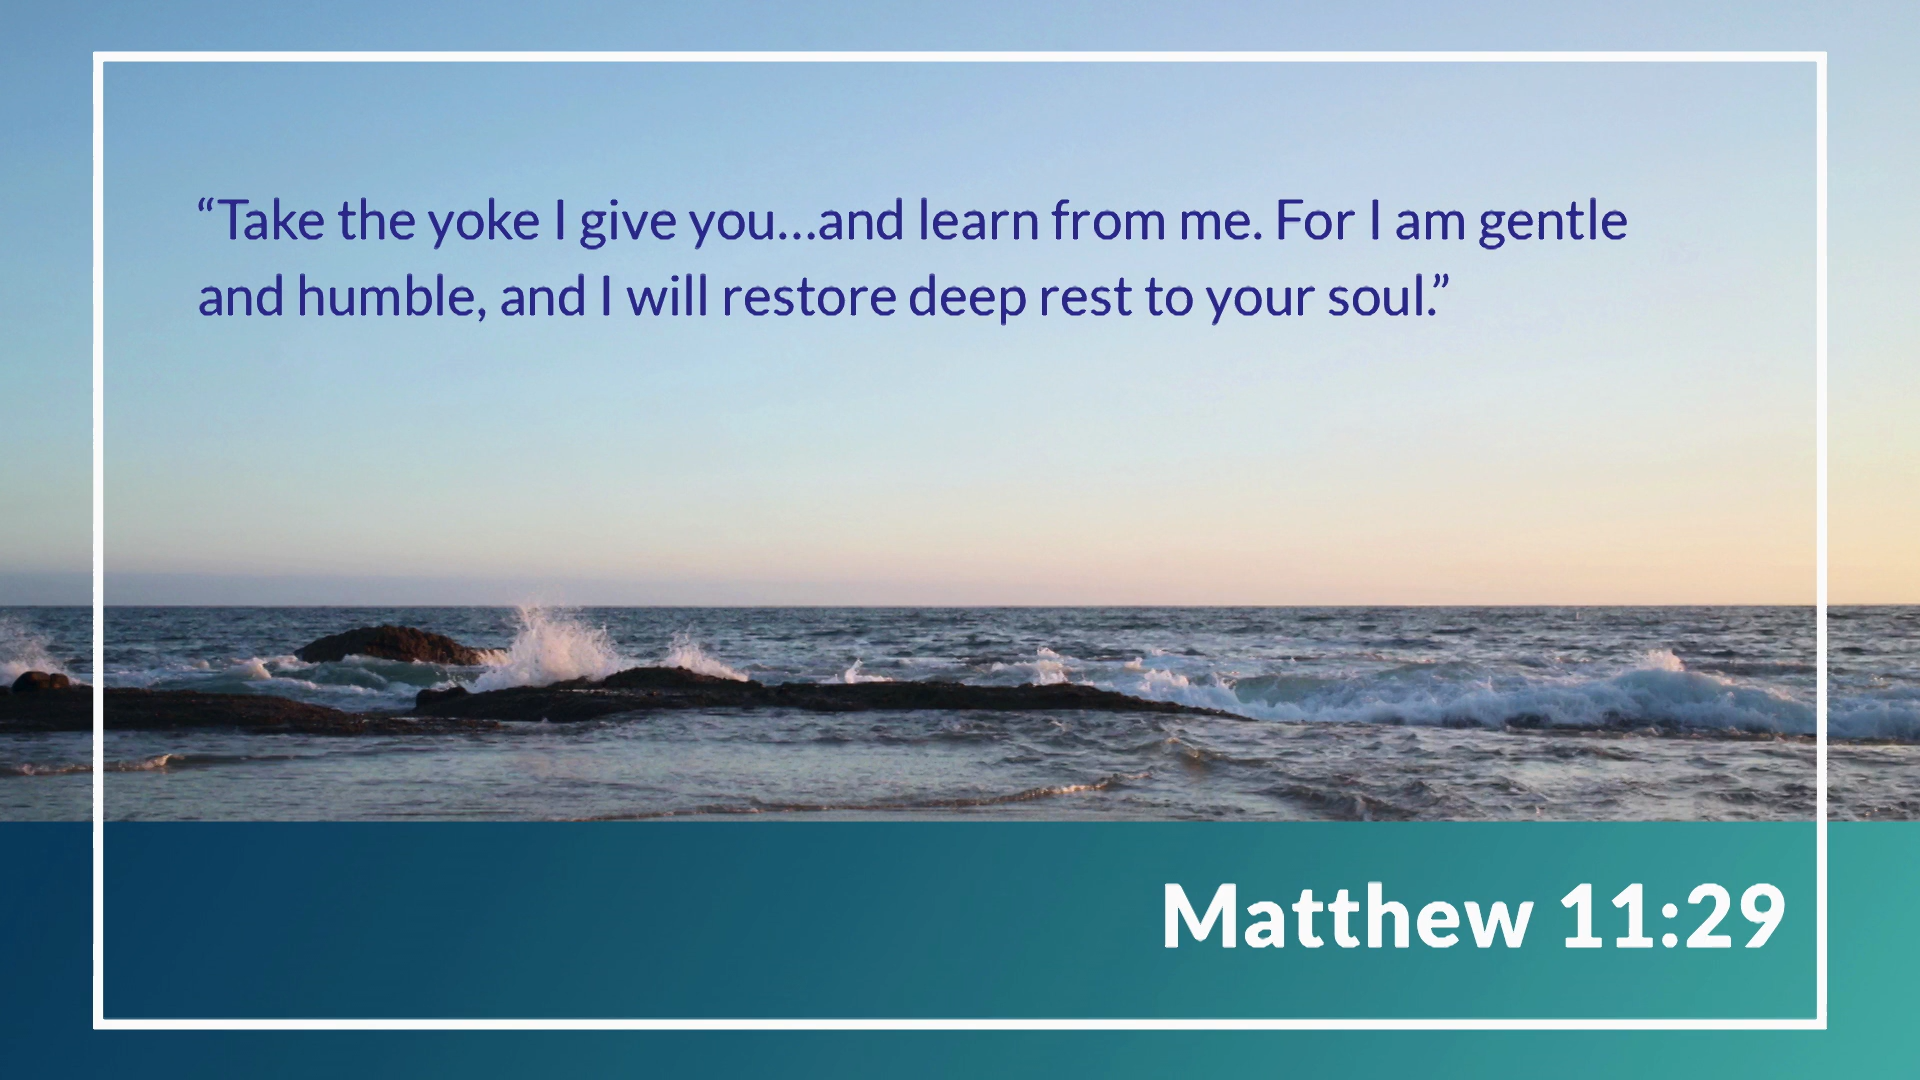 “Take the yoke I give you...and learn from me. For I am gentle
and humble, and I will restore deep rest to your soul.”
Matthew 11:29